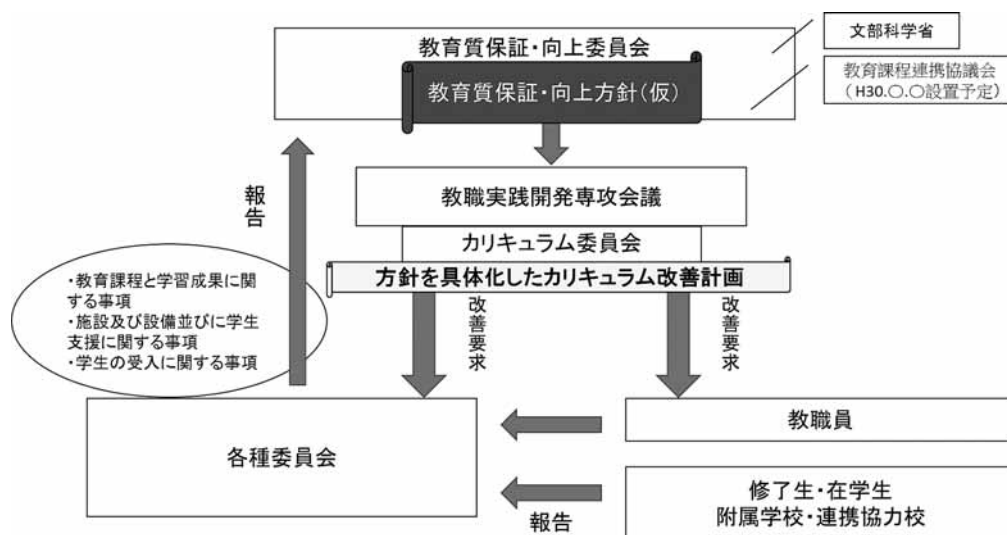 教育質保証・向上委員会
教育質保証・向上方針(仮)
文部科学省
教育課程連携協議会
(H30.○.○設置予定)
教職実践開発専攻会議
カリキュラム委員会
方針を具体化したカリキュラム改善計画
報告
・教育課程と学習成果に関
する事項
・施設及び設備並びに学生
支援に関する事項
・学生の受入に関する事項
改善要求
改善要求
各種委員会
教職員
修了生・在学生
附属学校・連携協力校
報告